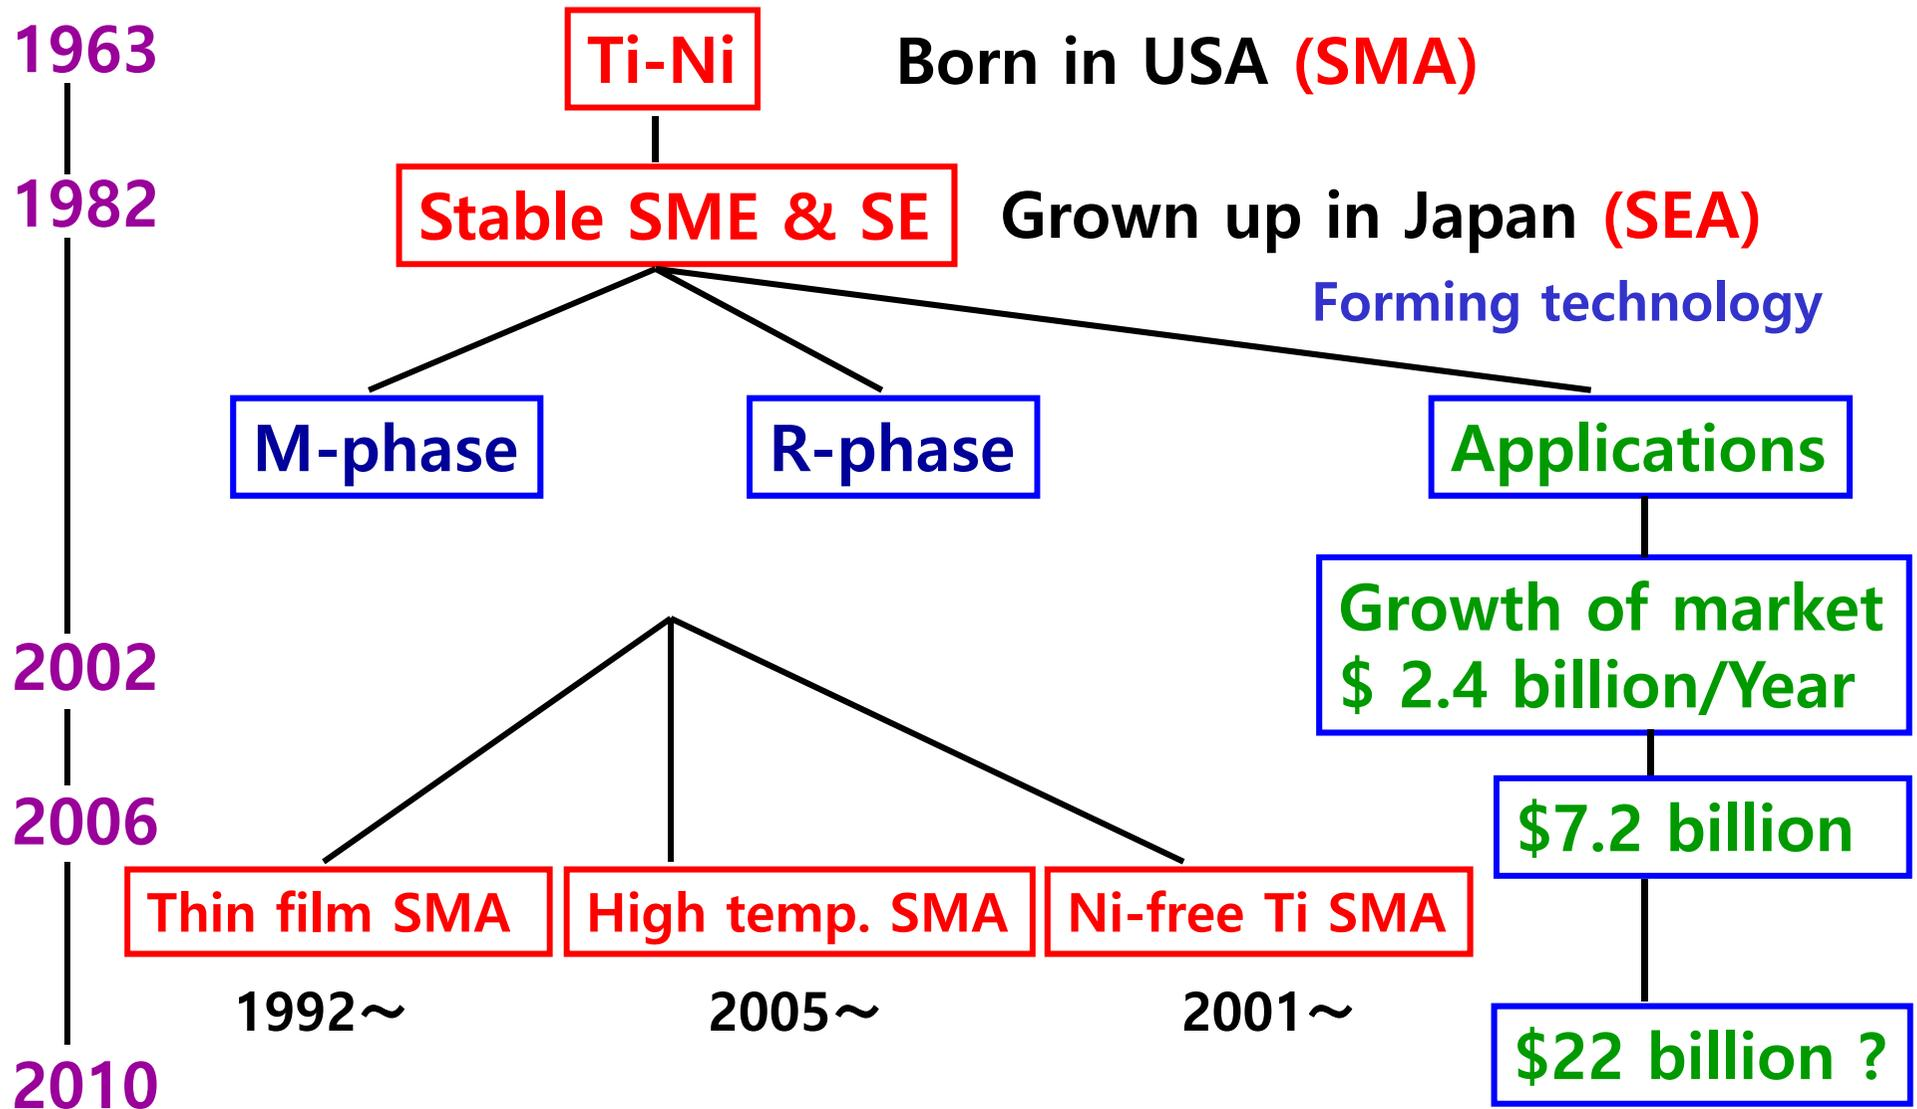 1963
Ti-Ni
Born in USA (SMA)
1982
Stable SME & SE
Grown up in Japan (SEA)
Forming technology
M-phase
R-phase
Applications
Growth of market
$ 2.4 billion/Year
2002
2006
$7.2 billion
Thin film SMA
High temp. SMA
Ni-free Ti SMA
1992～
2005～
2001～
$22 billion ?
2010